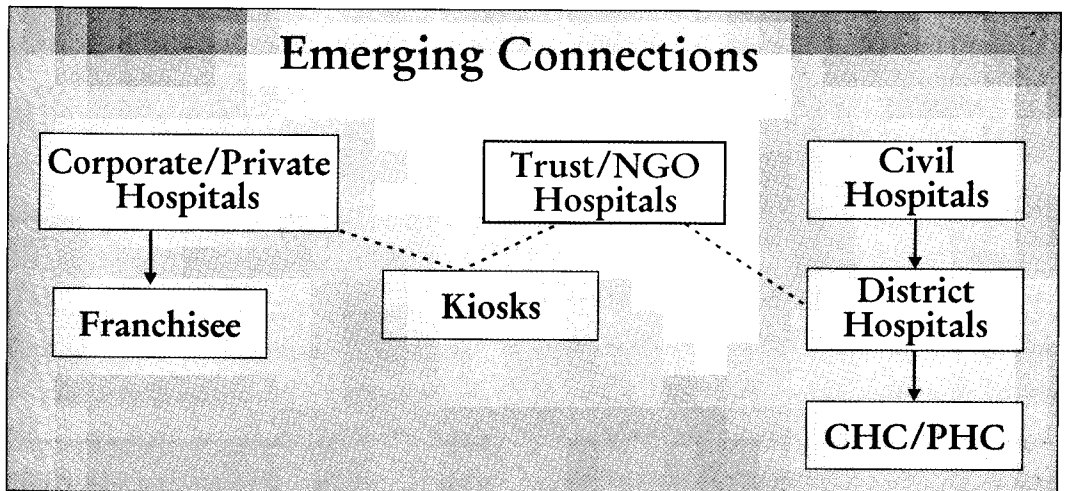 Emerging Connections
Corporate/Private
Hospitals
Trust/NGO
Hospitals
Civil
Hospitals
Franchisee
Kiosks
District
Hospitals
CHC/PHC